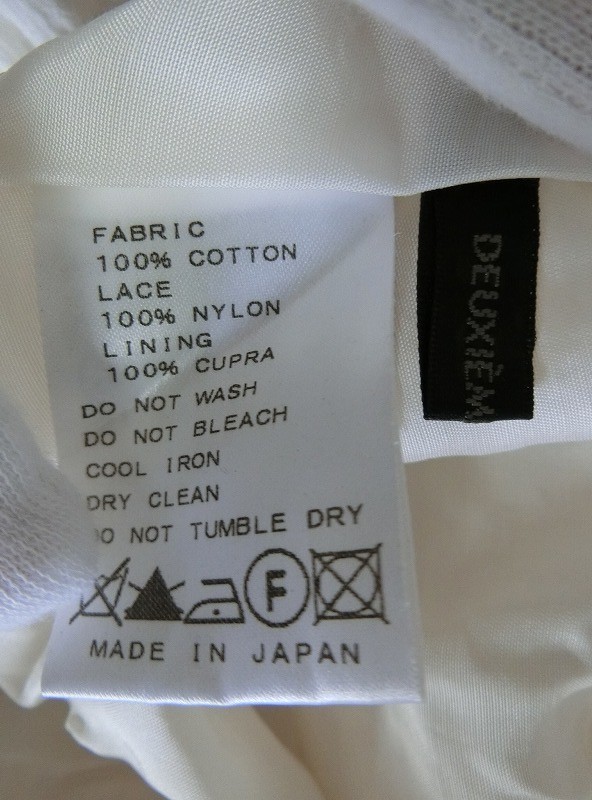 FABRIC
100% COTTON
LACE
100% NYLON
LINING
100% CUPRA
DO NOT WASH
DO NOT BLEACH
COOL IRON
DRY CLEAN
DO NOT TUMBLE DRY
F
MADE IN JAPAN
DEUXIÈM